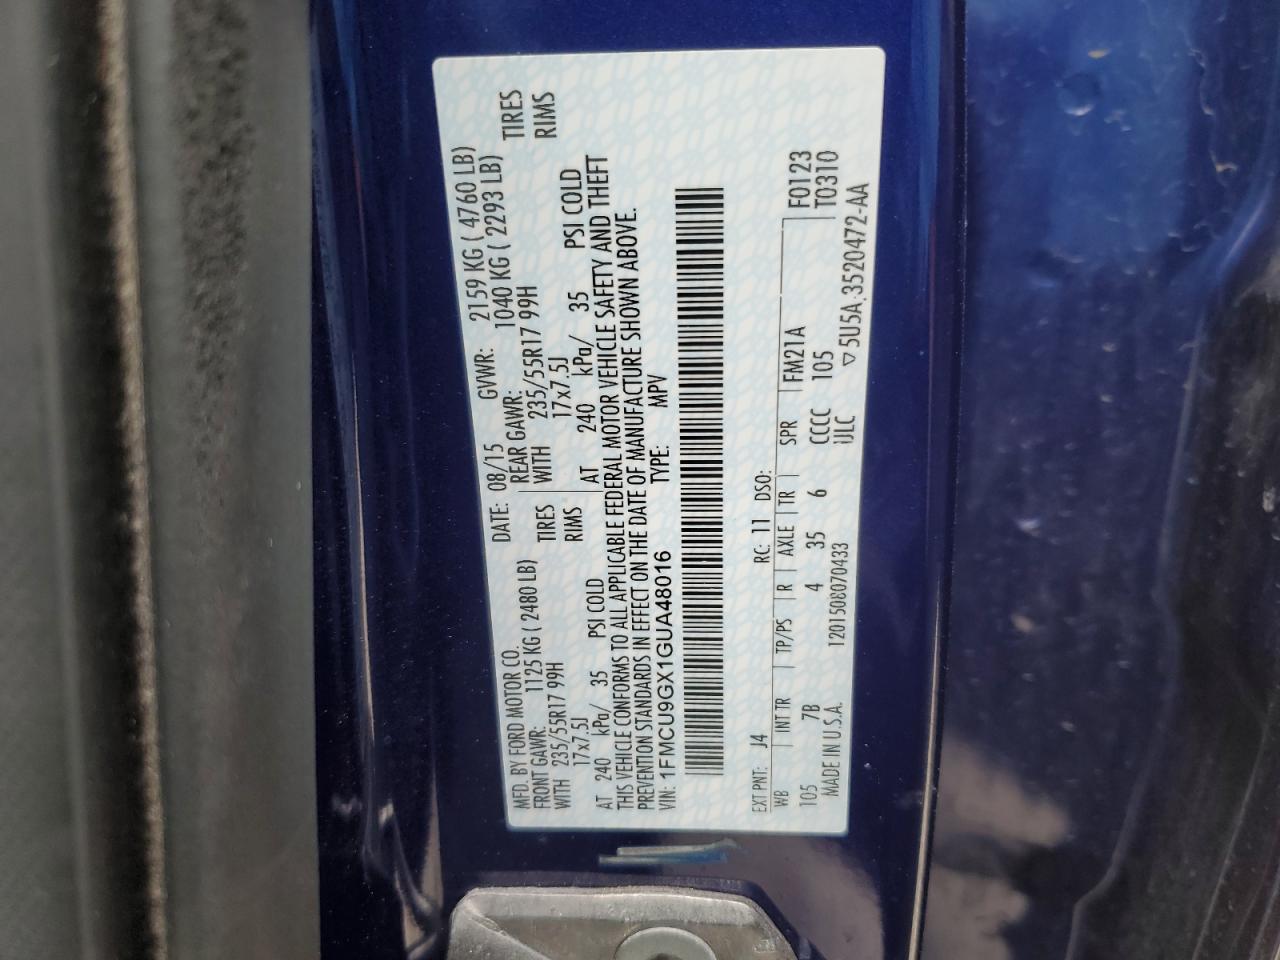 MFD. BY FORD MOTOR CO. DATE: 08/15 GVWR: 2159 KG ( 4760 LB)
FRONT GAWR: 1125 KG ( 2480 LB) REAR GAWR: 1040 KG ( 2293 LB)
WITH 235/55R17 99H TIRES WITH 235/55R17 99H TIRES
17x7.5J RIMS 17x7.5J RIMS
AT 240 kPa/ 35 PSI COLD AT 240 kPa/ 35 PSI COLD
THIS VEHICLE CONFORMS TO ALL APPLICABLE FEDERAL MOTOR VEHICLE SAFETY AND THEFT
PREVENTION STANDARDS IN EFFECT ON THE DATE OF MANUFACTURE SHOWN ABOVE.
VIN: 1FMCU9GX1GUA48016 TYPE: MPV
EXT PNT: J4 RC: 11 DSO:
WB INT TR TP/PS R AXLE TR SPR FM21A F0123
105 7B 4 35 6 CCCC 105 T0310
MADE IN U.S.A. 120150B070433 UJLC ▽5U5A-3520472-AA